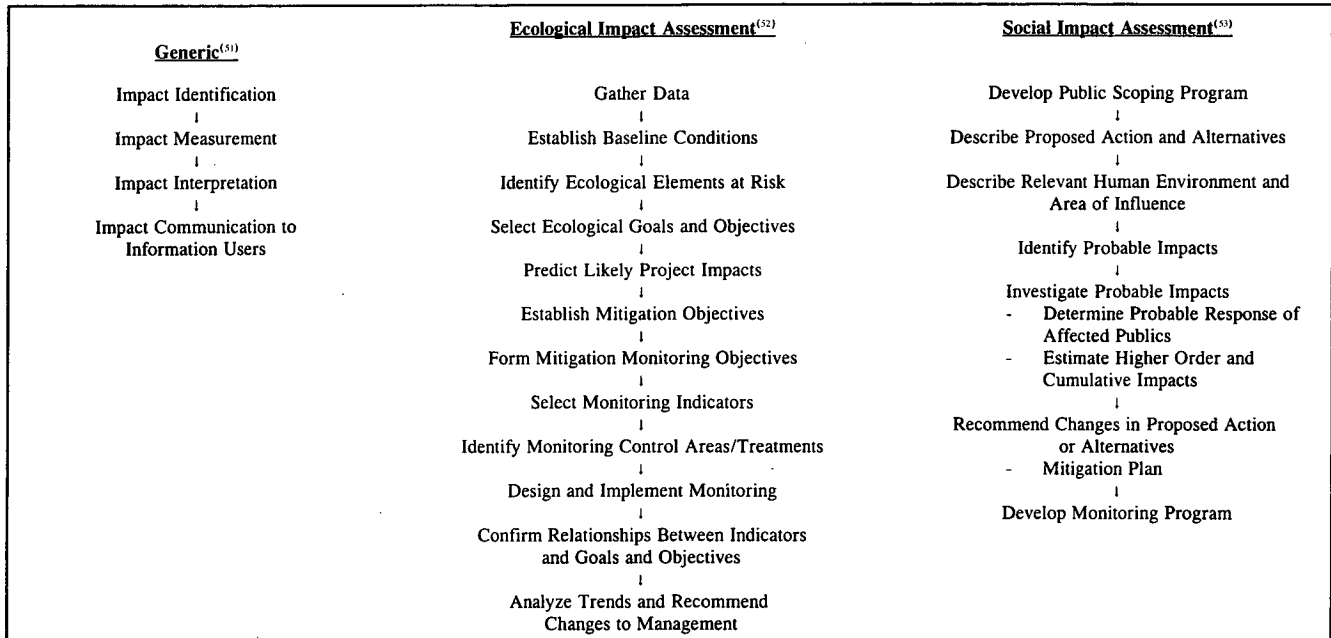 Generic(51)
Impact Identification
↓
Impact Measurement
↓
Impact Interpretation
↓
Impact Communication to
Information Users
Ecological Impact Assessment(52)
Gather Data
↓
Establish Baseline Conditions
↓
Identify Ecological Elements at Risk
↓
Select Ecological Goals and Objectives
↓
Predict Likely Project Impacts
↓
Establish Mitigation Objectives
↓
Form Mitigation Monitoring Objectives
↓
Select Monitoring Indicators
↓
Identify Monitoring Control Areas/Treatments
↓
Design and Implement Monitoring
↓
Confirm Relationships Between Indicators
and Goals and Objectives
↓
Analyze Trends and Recommend
Changes to Management
Social Impact Assessment(53)
Develop Public Scoping Program
↓
Describe Proposed Action and Alternatives
↓
Describe Relevant Human Environment and
Area of Influence
↓
Identify Probable Impacts
↓
Investigate Probable Impacts
- Determine Probable Response of
Affected Publics
- Estimate Higher Order and
Cumulative Impacts
↓
Recommend Changes in Proposed Action
or Alternatives
- Mitigation Plan
↓
Develop Monitoring Program